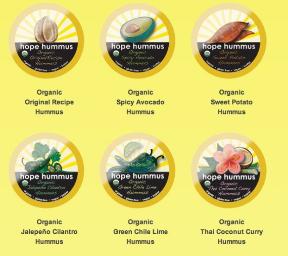 hope hummus
Organic
Original Recipe
Hummus
hope hummus
Organic
Spicy Avocado
Hummus
hope hummus
Organic
Sweet Potato
Hummus
Organic
Original Recipe
Hummus
Organic
Spicy Avocado
Hummus
Organic
Sweet Potato
Hummus
hope hummus
Organic
Jalapeño Cilantro
Hummus
hope hummus
Organic
Green Chile Lime
Hummus
hope hummus
Organic
Thai Coconut Curry
Hummus
Organic
Jalepeño Cilantro
Hummus
Organic
Green Chile Lime
Hummus
Organic
Thai Coconut Curry
Hummus